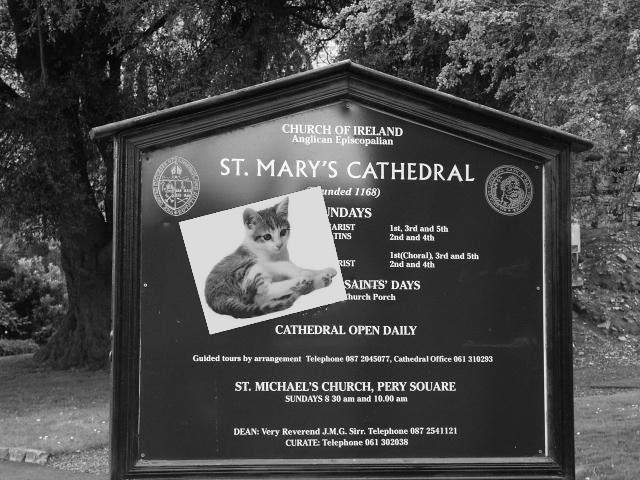 CHURCH OF IRELAND
Anglican Episcopalian
ST. MARY'S CATHEDRAL
1168)
1st, 3rd and 5th
2nd and 4th
1st(Choral), 3rd and 5th
2nd and 4th
SAINTS' DAYS
Porch
CATHEDRAL OPEN DAILY
Guided tours by arrangement Telephone 087 2045077, Cathedral Office 061 310293
ST. MICHAEL'S CHURCH, PERY SQUARE
SUNDAYS 8 30 am and 10.00 am
DEAN: Very Reverend J.M.G. Sirr. Telephone 087 2541121
CURATE: Telephone 061 302038